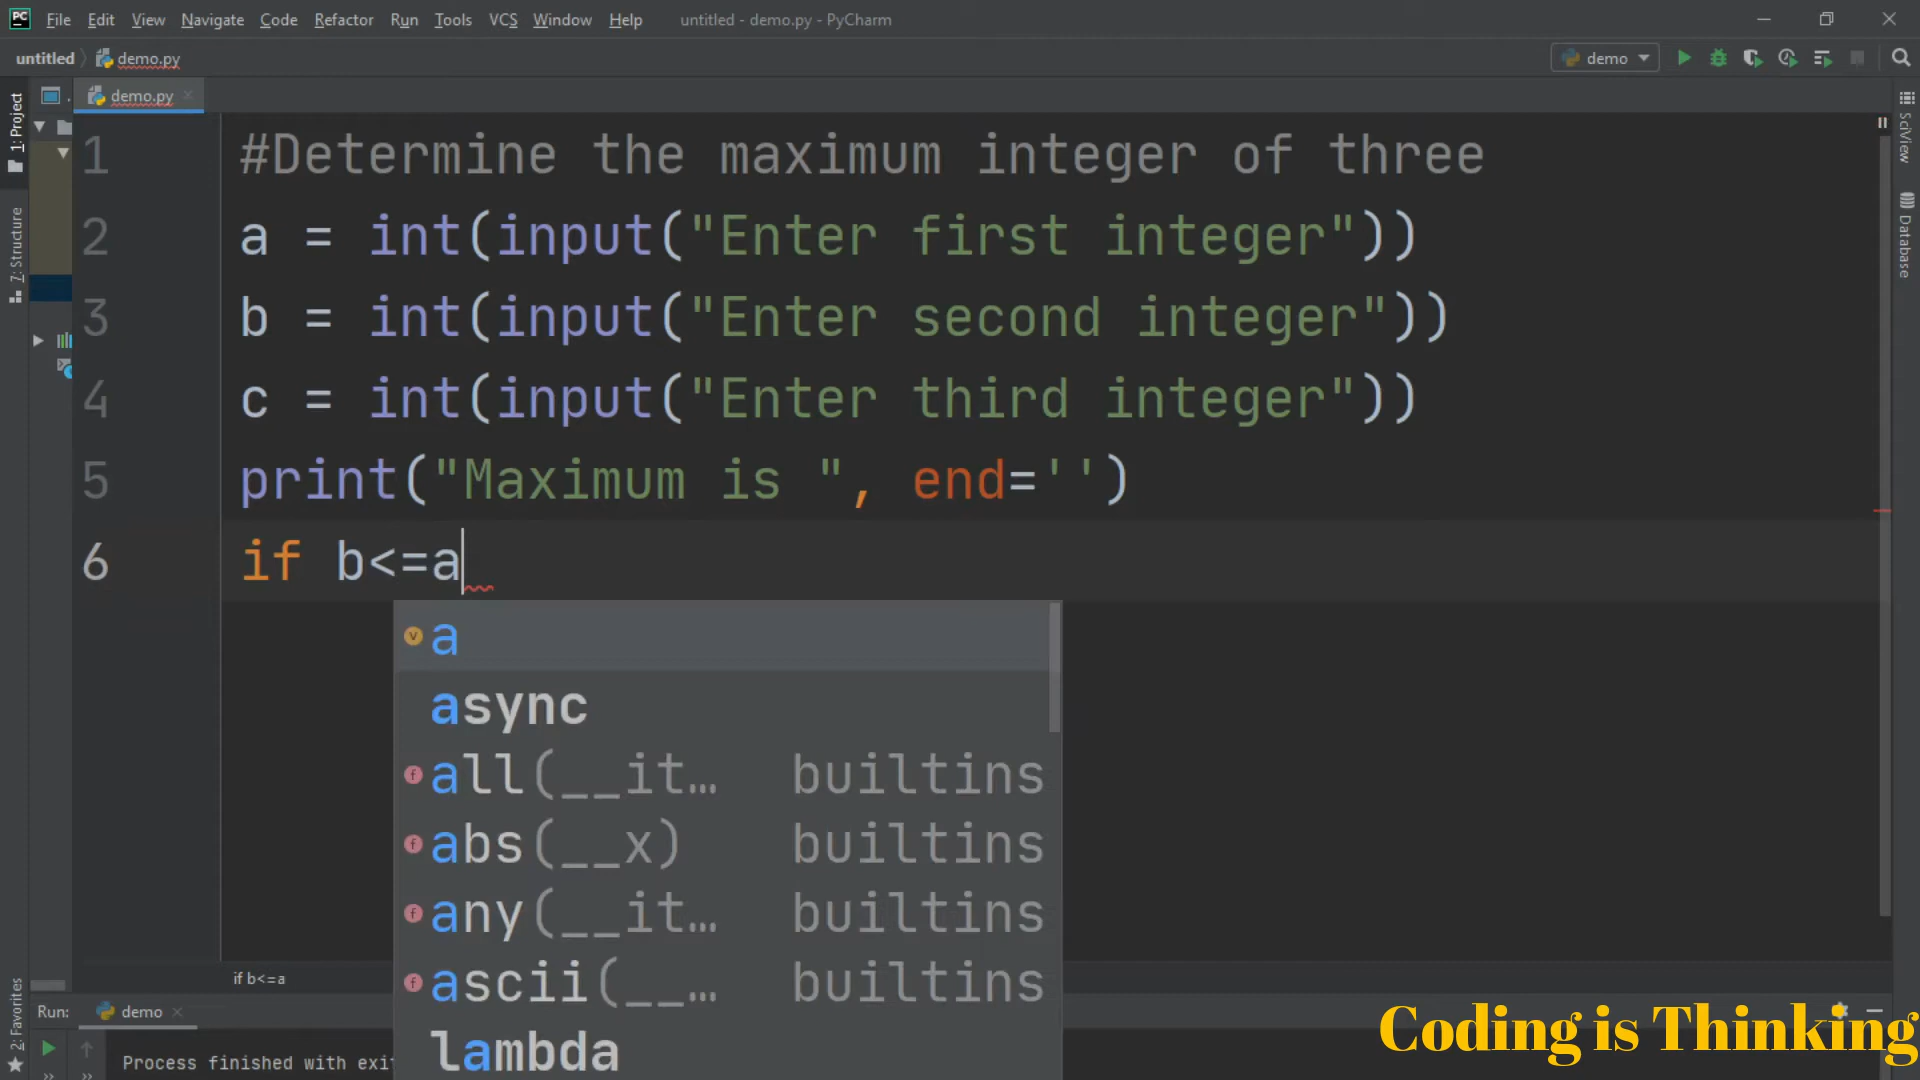 PC File Edit View Navigate Code Refactor Run Tools VCS Window Help untitled - demo.py - PyCharm
untitled demo.py demo
1: Project
demo.py
SciView
Database
7: Structure
2: Favorites
1 #Determine the maximum integer of three
2 a = int(input("Enter first integer"))
3 b = int(input("Enter second integer"))
4 c = int(input("Enter third integer"))
5 print("Maximum is ", end='')
6 if b<=a
v a
async
f all(__it… builtins
f abs(__x) builtins
f any(__it… builtins
f ascii(__… builtins
lambda
if b<=a
Run: demo
Process finished with exi
Coding is Thinking